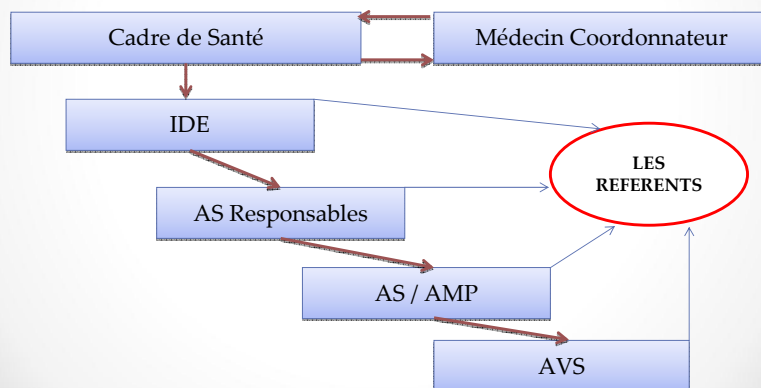 Cadre de Santé
Médecin Coordonnateur
IDE
LES
REFERENTS
AS Responsables
AS / AMP
AVS